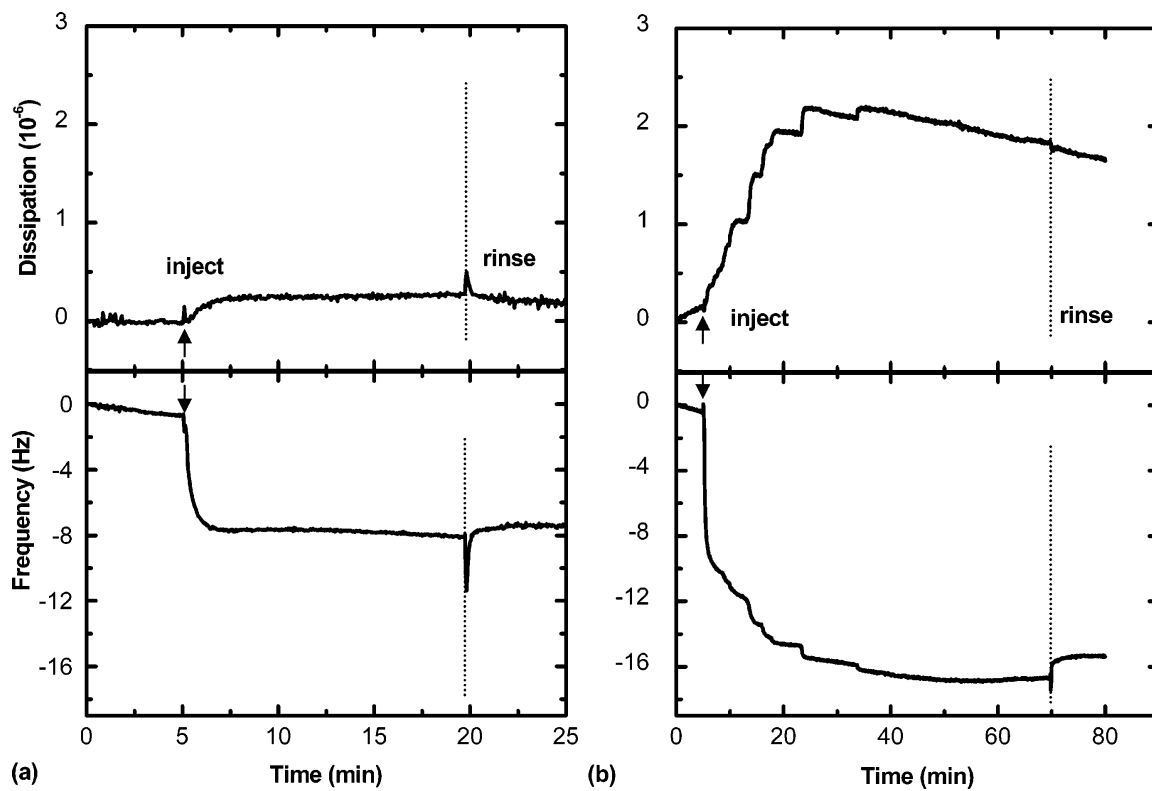 3
2
1
0
Dissipation (10⁻⁶)
inject
rinse
0
-4
-8
-12
-16
Frequency (Hz)
0
5
10
15
20
25
Time (min)
(a)
3
2
1
0
inject
rinse
0
-4
-8
-12
-16
0
20
40
60
80
Time (min)
(b)